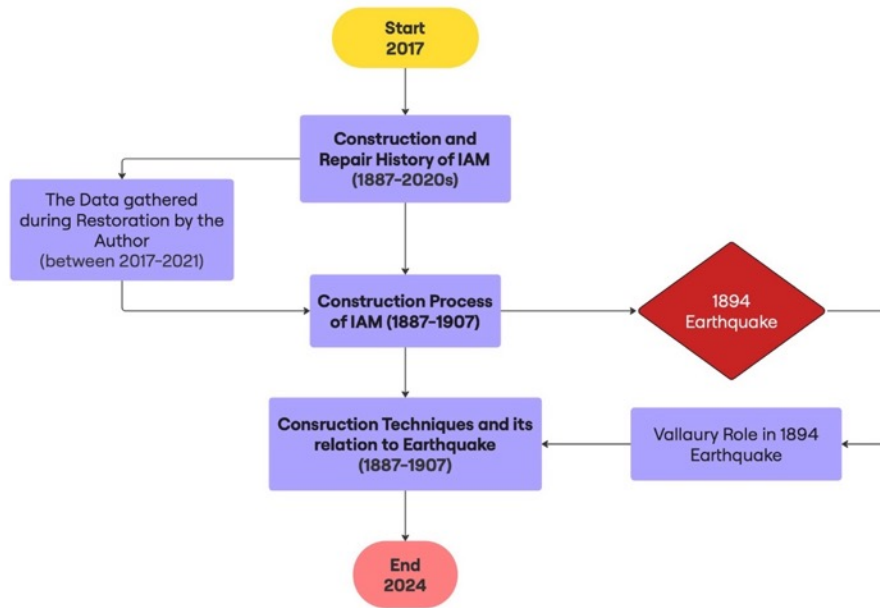 Start
2017
Construction and
Repair History of IAM
(1887-2020s)
The Data gathered
during Restoration by the
Author
(between 2017-2021)
Construction Process
of IAM (1887-1907)
1894
Earthquake
Consruction Techniques and its
relation to Earthquake
(1887-1907)
Vallaury Role in 1894
Earthquake
End
2024